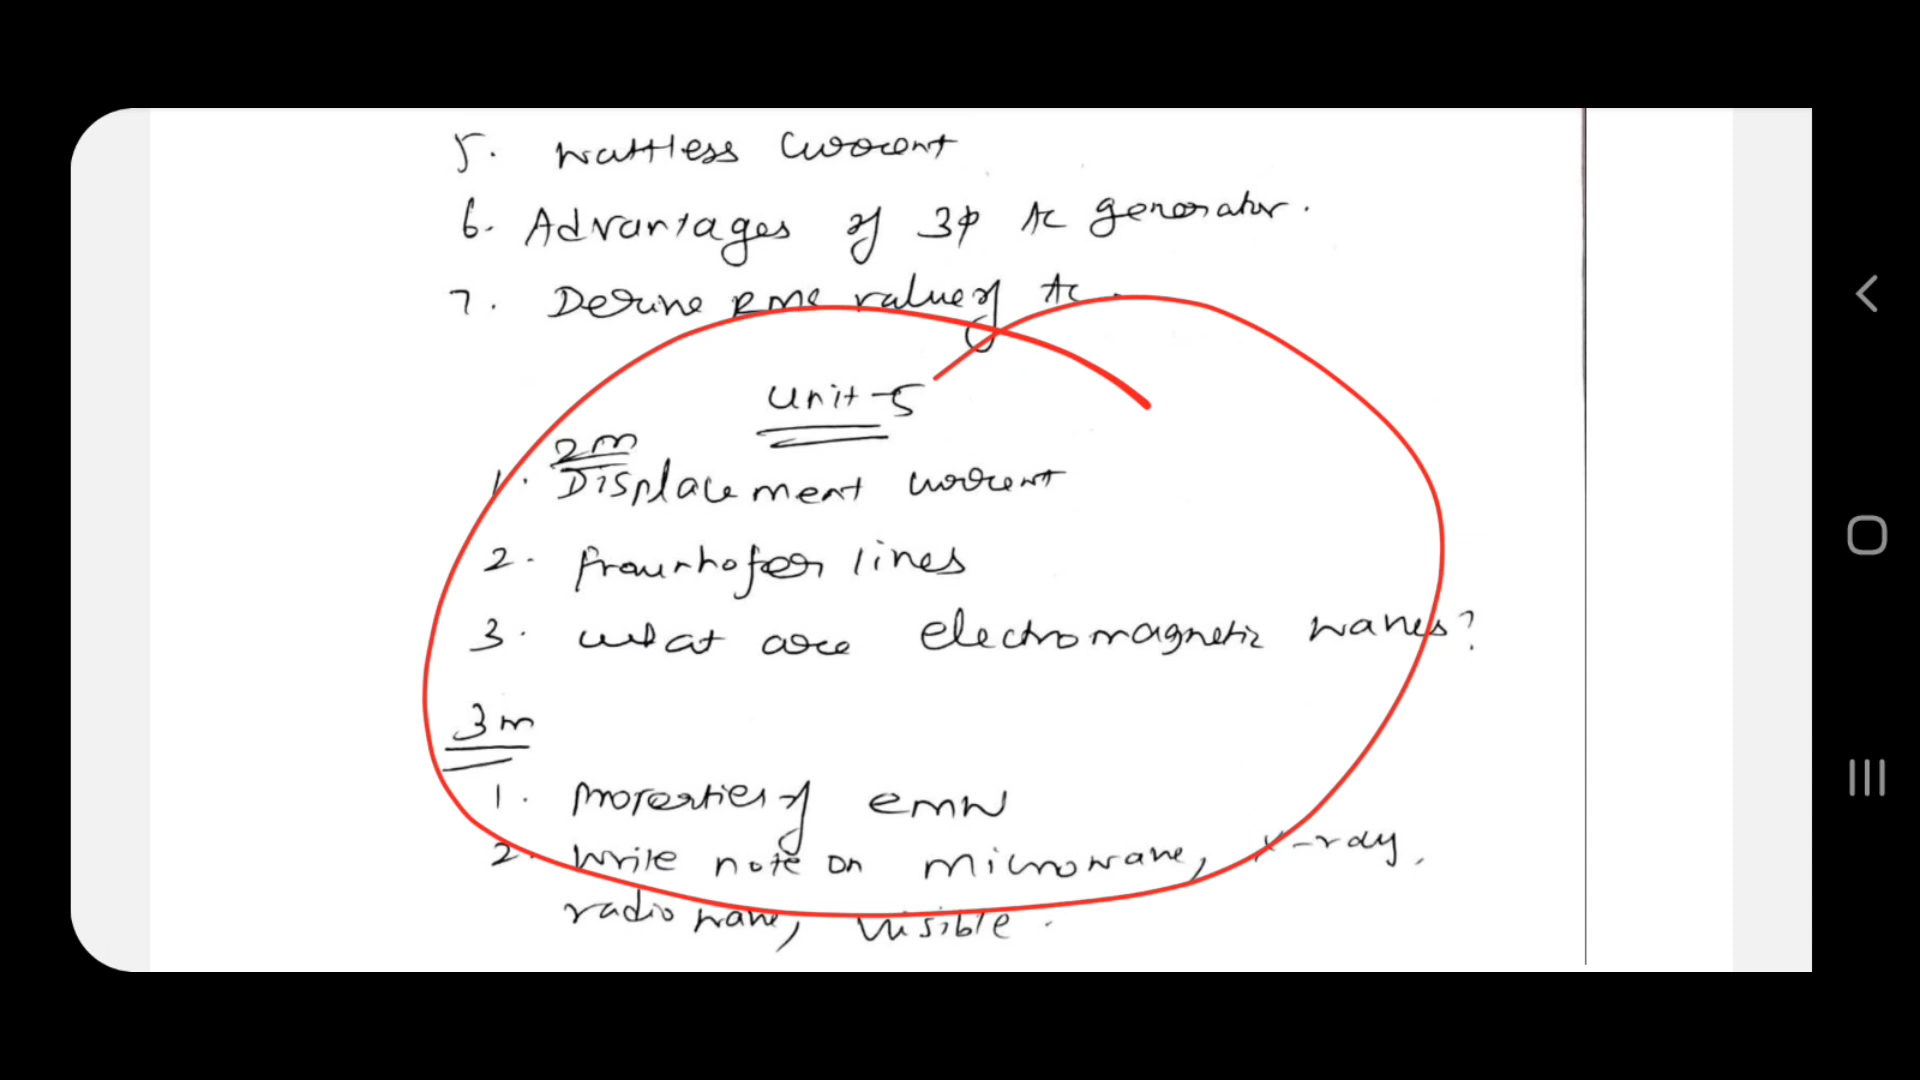 5. Wattless Current
6. Advantages of 3φ AC generator.
7. Derive RMS value of AC.
Unit-5
2m
1. Displacement current
2. Fraunhofer lines
3. What are electromagnetic waves?
3m
1. Properties of EMW
2. Write note on microwave, X-ray,
radio wave, visible.